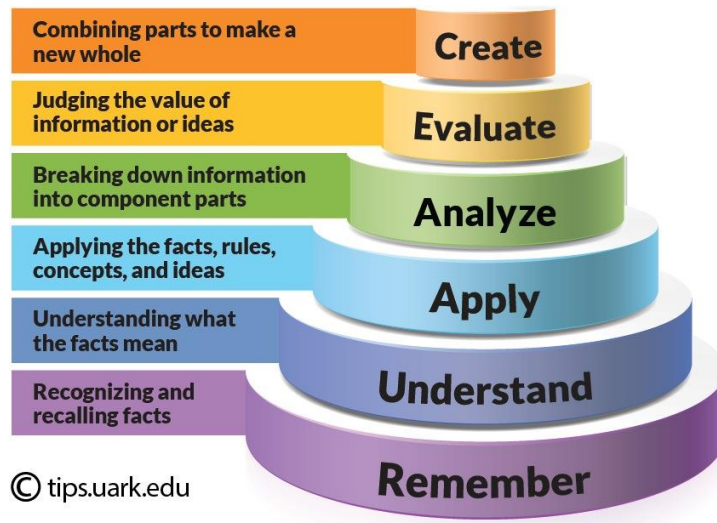 Combining parts to make a
new whole
Create
Judging the value of
information or ideas
Evaluate
Breaking down information
into component parts
Analyze
Applying the facts, rules,
concepts, and ideas
Apply
Understanding what
the facts mean
Understand
Recognizing and
recalling facts
Remember
© tips.uark.edu